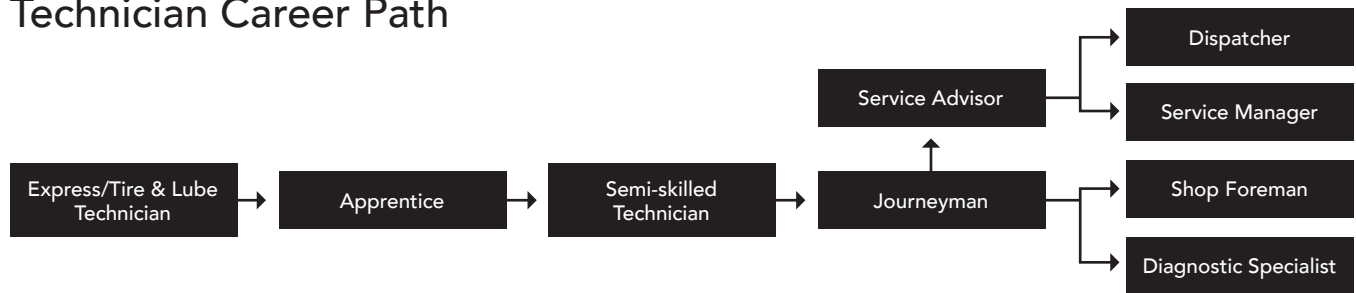 Technician Career Path
Dispatcher
Service Advisor
Service Manager
Express/Tire & Lube
Technician
Apprentice
Semi-skilled
Technician
Journeyman
Shop Foreman
Diagnostic Specialist